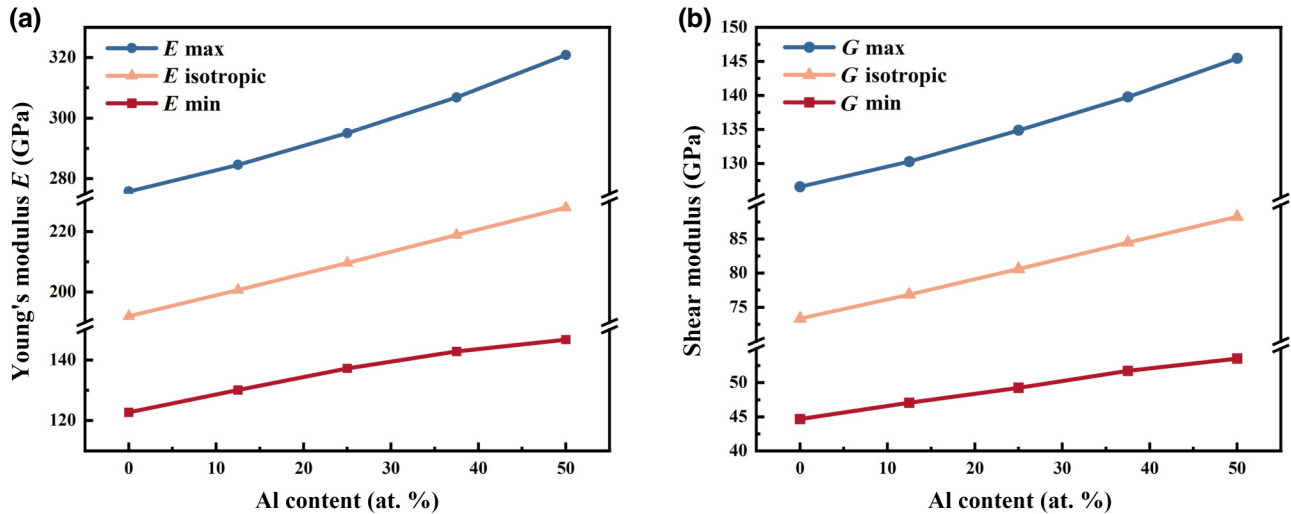 (a)
E max
E isotropic
E min
Young's modulus E (GPa)
320
300
280
220
200
140
120
0 10 20 30 40 50
Al content (at. %)
(b)
G max
G isotropic
G min
Shear modulus (GPa)
150
145
140
135
130
85
80
75
50
45
40
0 10 20 30 40 50
Al content (at. %)